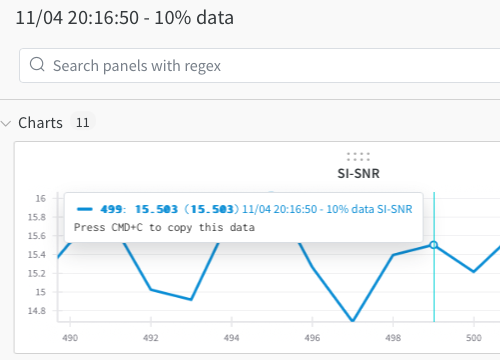 11/04 20:16:50 - 10% data
Search panels with regex
Charts 11
SI-SNR
499: 15.503 (15.503) 11/04 20:16:50 - 10% data SI-SNR
Press CMD+C to copy this data
16
15.8
15.6
15.4
15.2
15
14.8
490 492 494 496 498 500